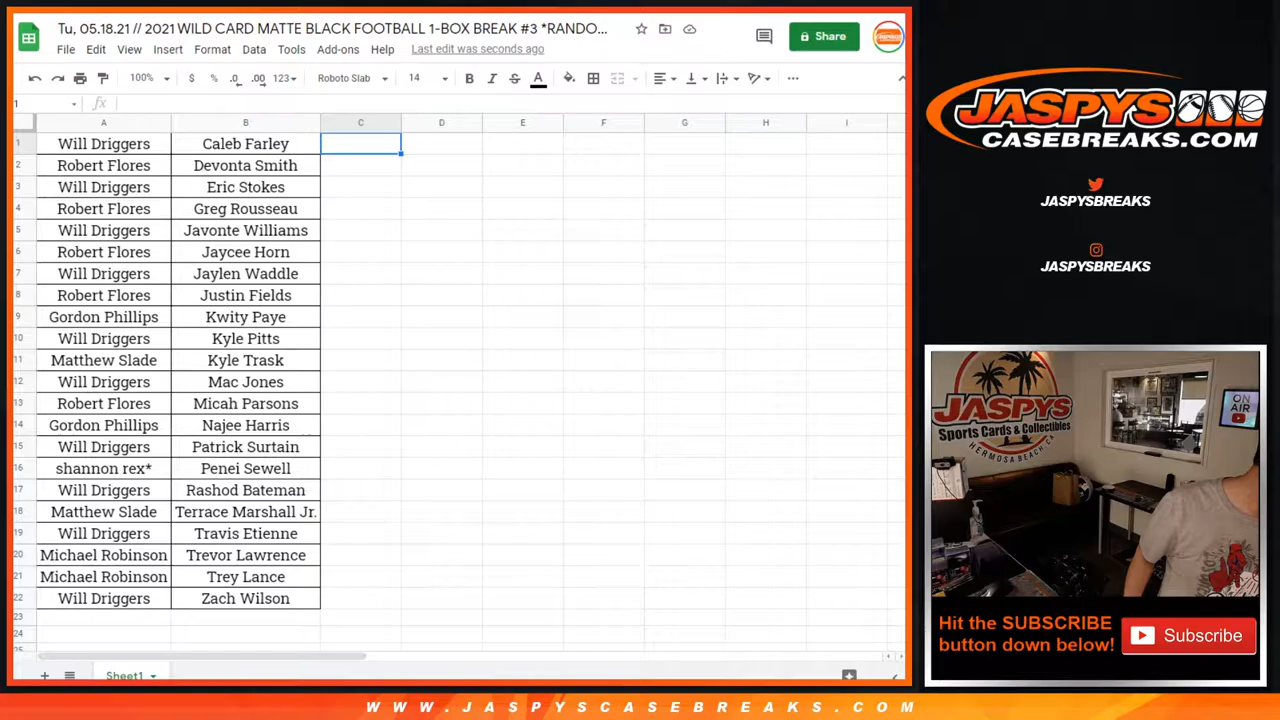 Tu, 05.18.21 // 2021 WILD CARD MATTE BLACK FOOTBALL 1-BOX BREAK #3 *RANDO...
File Edit View Insert Format Data Tools Add-ons Help Last edit was seconds ago
Share
100% $ % .0 .00 123 Roboto Slab 14 B I S A
1 fx
A B C D E F G H I
1 Will Driggers Caleb Farley
2 Robert Flores Devonta Smith
3 Will Driggers Eric Stokes
4 Robert Flores Greg Rousseau
5 Will Driggers Javonte Williams
6 Robert Flores Jaycee Horn
7 Will Driggers Jaylen Waddle
8 Robert Flores Justin Fields
9 Gordon Phillips Kwity Paye
10 Will Driggers Kyle Pitts
11 Matthew Slade Kyle Trask
12 Will Driggers Mac Jones
13 Robert Flores Micah Parsons
14 Gordon Phillips Najee Harris
15 Will Driggers Patrick Surtain
16 shannon rex* Penei Sewell
17 Will Driggers Rashod Bateman
18 Matthew Slade Terrace Marshall Jr.
19 Will Driggers Travis Etienne
20 Michael Robinson Trevor Lawrence
21 Michael Robinson Trey Lance
22 Will Driggers Zach Wilson
23
24
25
Sheet1
JASPYS
CASEBREAKS.COM
JASPYSBREAKS
JASPYSBREAKS
JASPYS
Sports Cards & Collectibles
HERMOSA BEACH, CA
ON
AIR
Hit the SUBSCRIBE
button down below!
Subscribe
WWW.JASPYSCASEBREAKS.COM